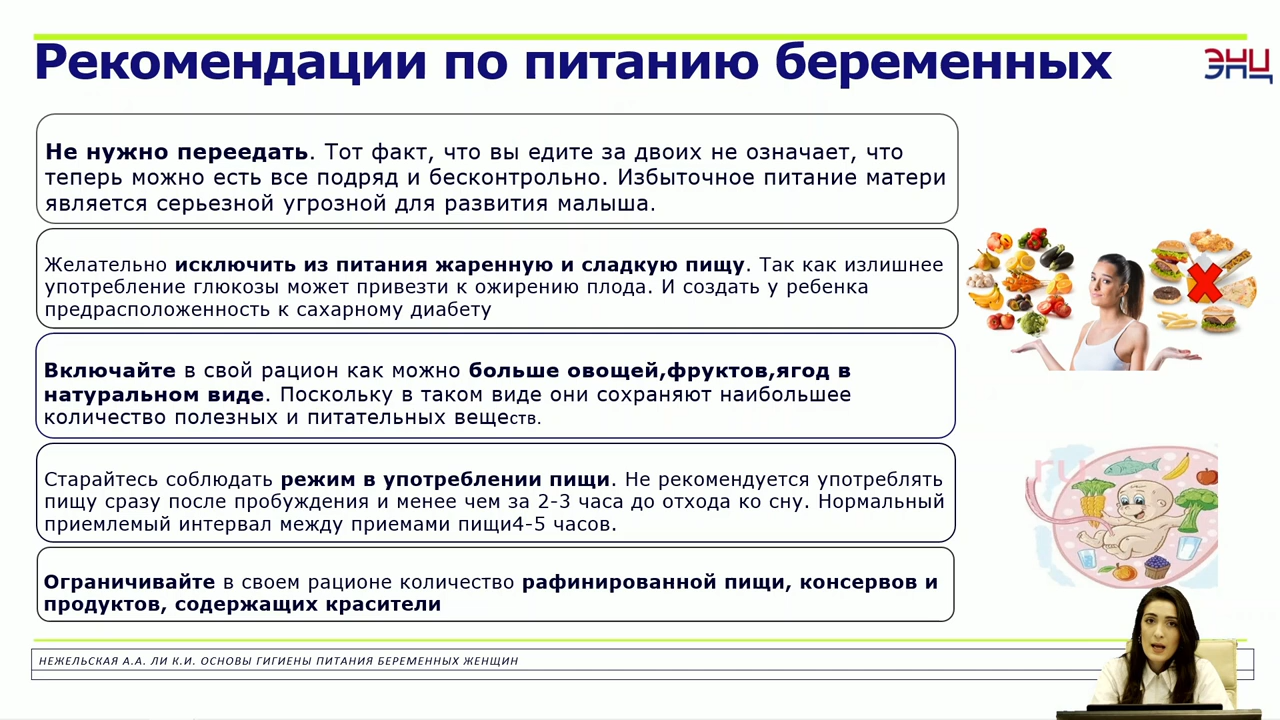 Рекомендации по питанию беременных
ЭНЦ
Не нужно переедать. Тот факт, что вы едите за двоих не означает, что
теперь можно есть все подряд и бесконтрольно. Избыточное питание матери
является серьезной угрозной для развития малыша.
Желательно исключить из питания жаренную и сладкую пищу. Так как излишнее
употребление глюкозы может привезти к ожирению плода. И создать у ребенка
предрасположенность к сахарному диабету
Включайте в свой рацион как можно больше овощей,фруктов,ягод в
натуральном виде. Поскольку в таком виде они сохраняют наибольшее
количество полезных и питательных веществ.
Старайтесь соблюдать режим в употреблении пищи. Не рекомендуется употреблять
пищу сразу после пробуждения и менее чем за 2-3 часа до отхода ко сну. Нормальный
приемлемый интервал между приемами пищи4-5 часов.
Ограничивайте в своем рационе количество рафинированной пищи, консервов и
продуктов, содержащих красители
ru
НЕЖЕЛЬСКАЯ А.А. ЛИ К.И. ОСНОВЫ ГИГИЕНЫ ПИТАНИЯ БЕРЕМЕННЫХ ЖЕНЩИН